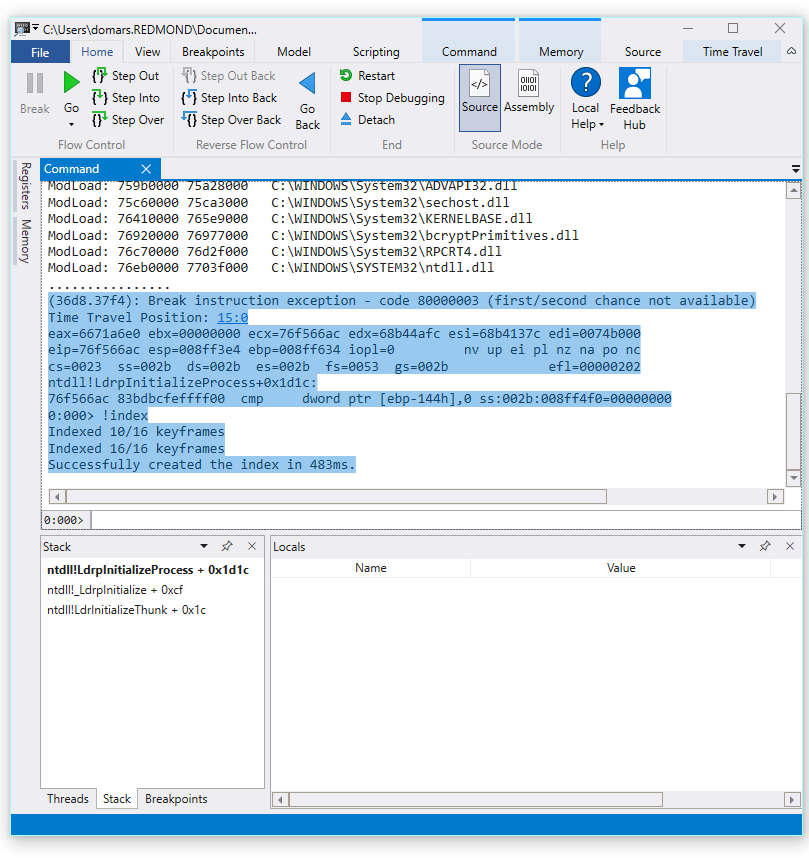 C:\Users\domars.REDMOND\Documen...
File Home View Breakpoints Model Scripting Command Memory Source Time Travel
Break
Go
Step Out
Step Into
Step Over
Flow Control
Step Out Back
Step Into Back
Step Over Back
Go Back
Reverse Flow Control
Restart
Stop Debugging
Detach
End
Source
Assembly
Source Mode
Local Help
Feedback Hub
Help
Registers
Memory
Command
ModLoad: 759b0000 75a28000   C:\WINDOWS\System32\ADVAPI32.dll
ModLoad: 75c60000 75ca3000   C:\WINDOWS\System32\sechost.dll
ModLoad: 76410000 765e9000   C:\WINDOWS\System32\KERNELBASE.dll
ModLoad: 76920000 76977000   C:\WINDOWS\System32\bcryptPrimitives.dll
ModLoad: 76c70000 76d2f000   C:\WINDOWS\System32\RPCRT4.dll
ModLoad: 76eb0000 7703f000   C:\WINDOWS\SYSTEM32\ntdll.dll
................
(36d8.37f4): Break instruction exception - code 80000003 (first/second chance not available)
Time Travel Position: 15:0
eax=6671a6e0 ebx=00000000 ecx=76f566ac edx=68b44afc esi=68b4137c edi=0074b000
eip=76f566ac esp=008ff3e4 ebp=008ff634 iopl=0         nv up ei pl nz na po nc
cs=0023  ss=002b  ds=002b  es=002b  fs=0053  gs=002b             efl=00000202
ntdll!LdrpInitializeProcess+0x1d1c:
76f566ac 83bdbcfeffff00  cmp     dword ptr [ebp-144h],0 ss:002b:008ff4f0=00000000
0:000> !index
Indexed 10/16 keyframes
Indexed 16/16 keyframes
Successfully created the index in 483ms.
0:000>
Stack
ntdll!LdrpInitializeProcess + 0x1d1c
ntdll!_LdrpInitialize + 0xcf
ntdll!LdrInitializeThunk + 0x1c
Threads Stack Breakpoints
Locals
Name Value